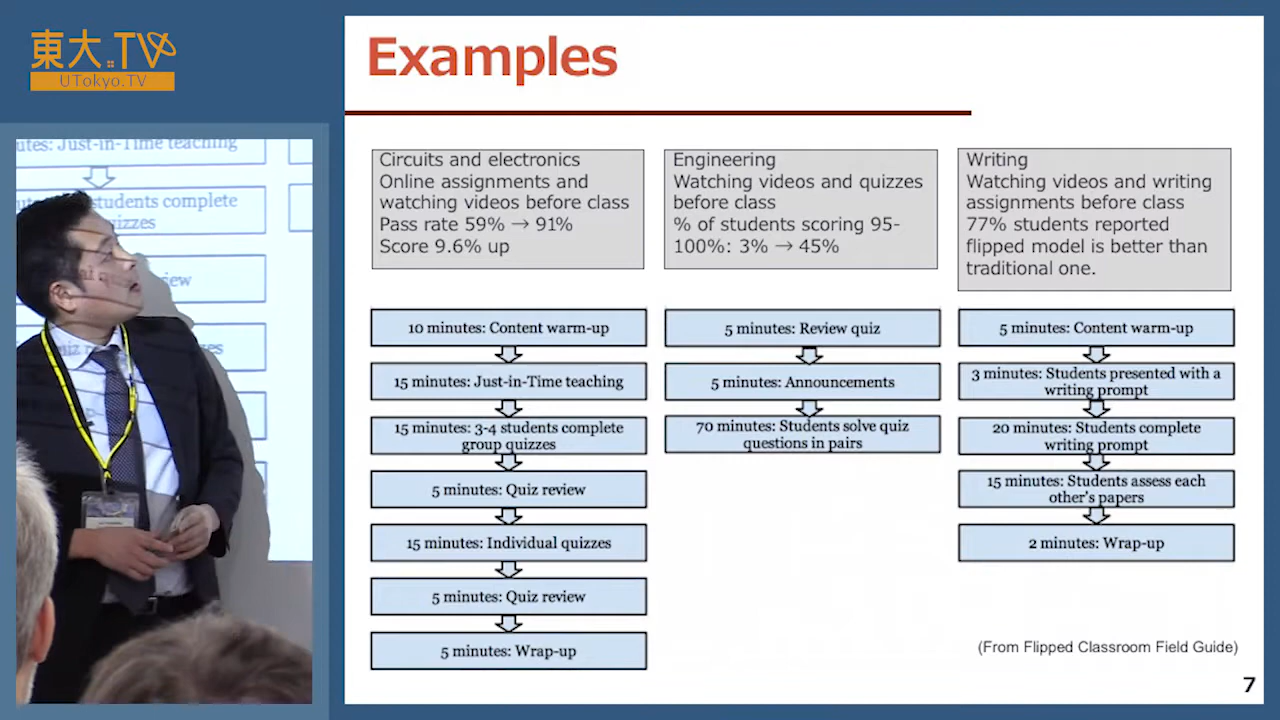 東大.TV
UTokyo.TV
Examples
Circuits and electronics
Online assignments and
watching videos before class
Pass rate 59% → 91%
Score 9.6% up
Engineering
Watching videos and quizzes
before class
% of students scoring 95-
100%: 3% → 45%
Writing
Watching videos and writing
assignments before class
77% students reported
flipped model is better than
traditional one.
10 minutes: Content warm-up
15 minutes: Just-in-Time teaching
15 minutes: 3-4 students complete
group quizzes
5 minutes: Quiz review
15 minutes: Individual quizzes
5 minutes: Quiz review
5 minutes: Wrap-up
5 minutes: Review quiz
5 minutes: Announcements
70 minutes: Students solve quiz
questions in pairs
5 minutes: Content warm-up
3 minutes: Students presented with a
writing prompt
20 minutes: Students complete
writing prompt
15 minutes: Students assess each
other's papers
2 minutes: Wrap-up
(From Flipped Classroom Field Guide)
7
utes: Just-in-Time teaching
students complete
izzes
iew